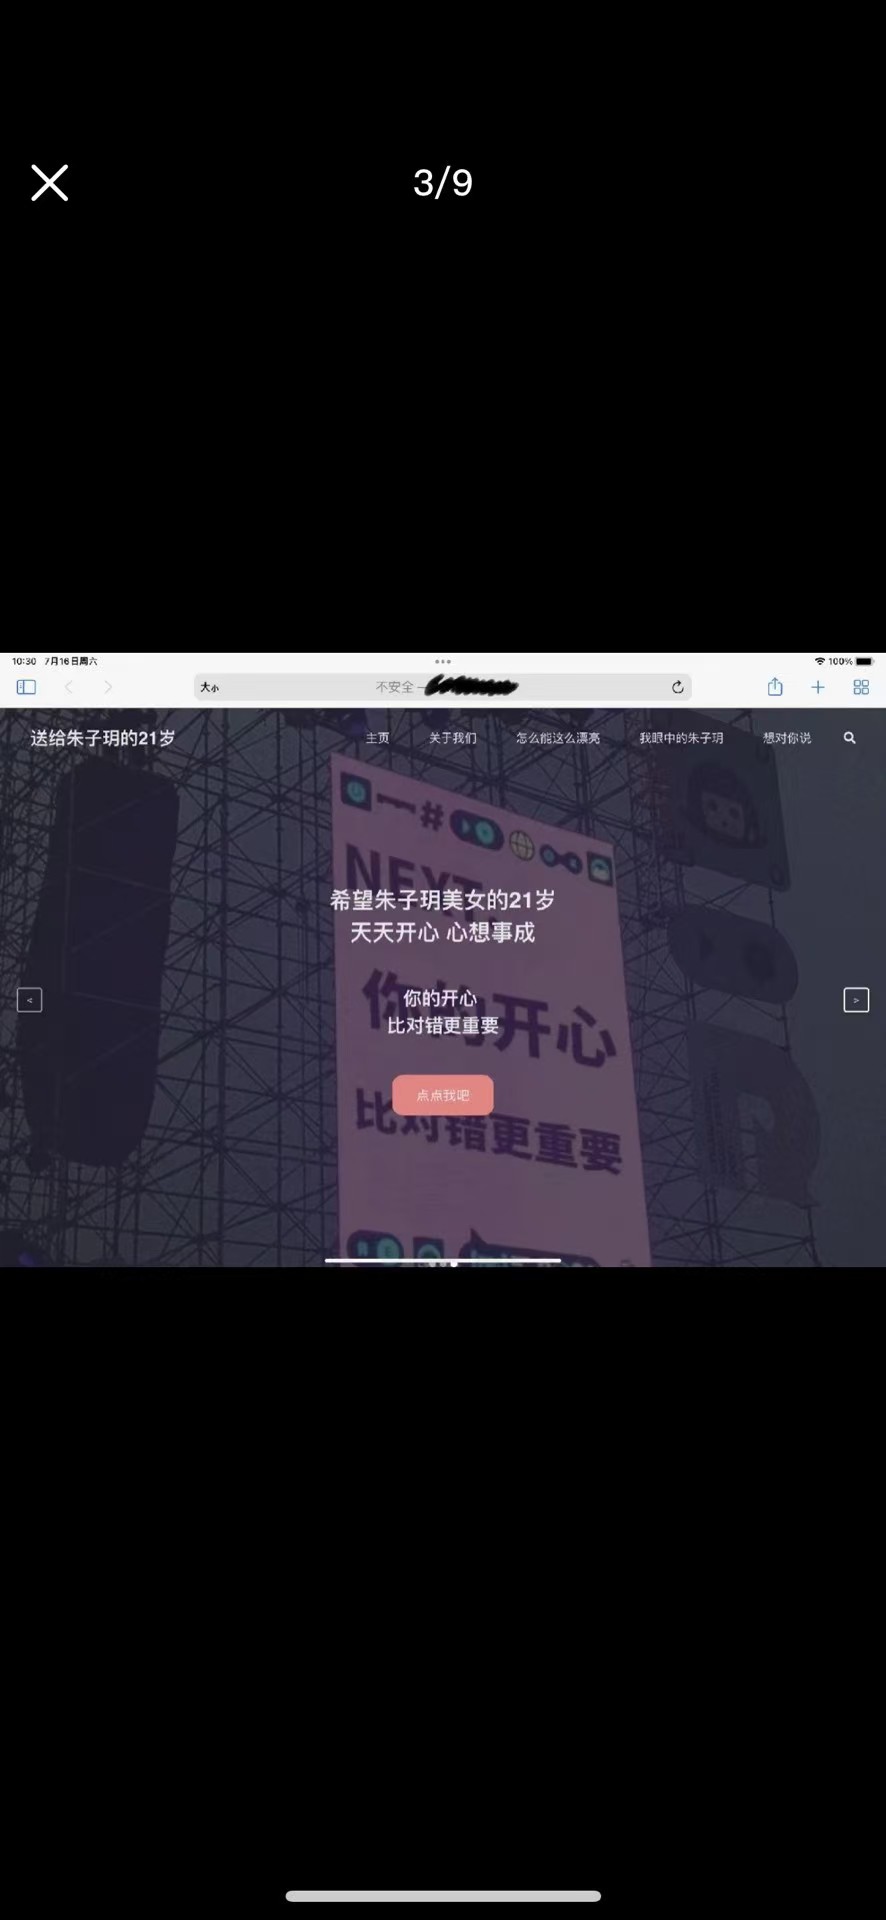 3/9
10:30 7月16日周六
100%
大小
不安全 —
送给朱子玥的21岁
主页 关于我们 怎么能这么漂亮 我眼中的朱子玥 想对你说
#
NEXT.
希望朱子玥美女的21岁
天天开心 心想事成
你的开心
比对错更重要
你的开心
点点我吧
比对错更重要
< >